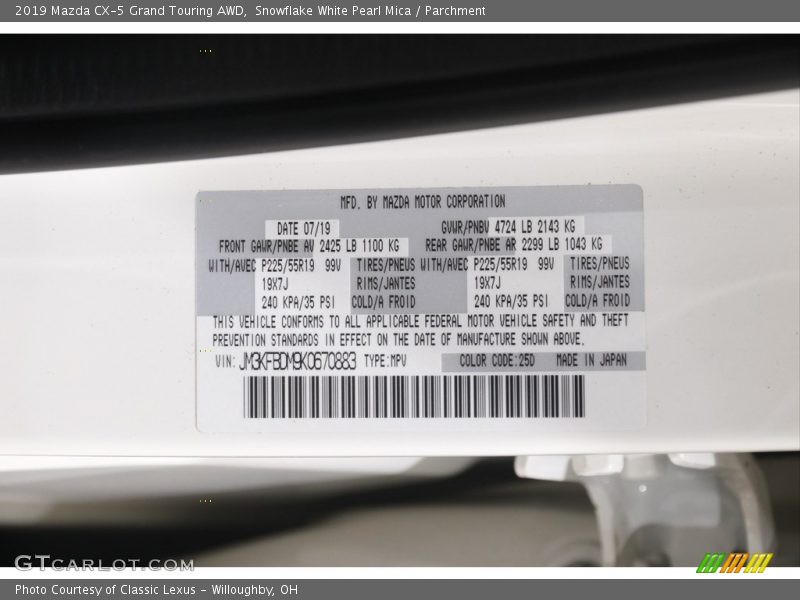 2019 Mazda CX-5 Grand Touring AWD, Snowflake White Pearl Mica / Parchment
MFD. BY MAZDA MOTOR CORPORATION
DATE 07/19 GVWR/PNBV 4724 LB 2143 KG
FRONT GAWR/PNBE AV 2425 LB 1100 KG REAR GAWR/PNBE AR 2299 LB 1043 KG
WITH/AVEC P225/55R19 99V TIRES/PNEUS WITH/AVEC P225/55R19 99V TIRES/PNEUS
19X7J RIMS/JANTES 19X7J RIMS/JANTES
240 KPA/35 PSI COLD/A FROID 240 KPA/35 PSI COLD/A FROID
THIS VEHICLE CONFORMS TO ALL APPLICABLE FEDERAL MOTOR VEHICLE SAFETY AND THEFT
PREVENTION STANDARDS IN EFFECT ON THE DATE OF MANUFACTURE SHOWN ABOVE.
VIN: JM3KFBDM9K0670883 TYPE:MPV COLOR CODE:25D MADE IN JAPAN
GTcarlot.com
Photo Courtesy of Classic Lexus - Willoughby, OH